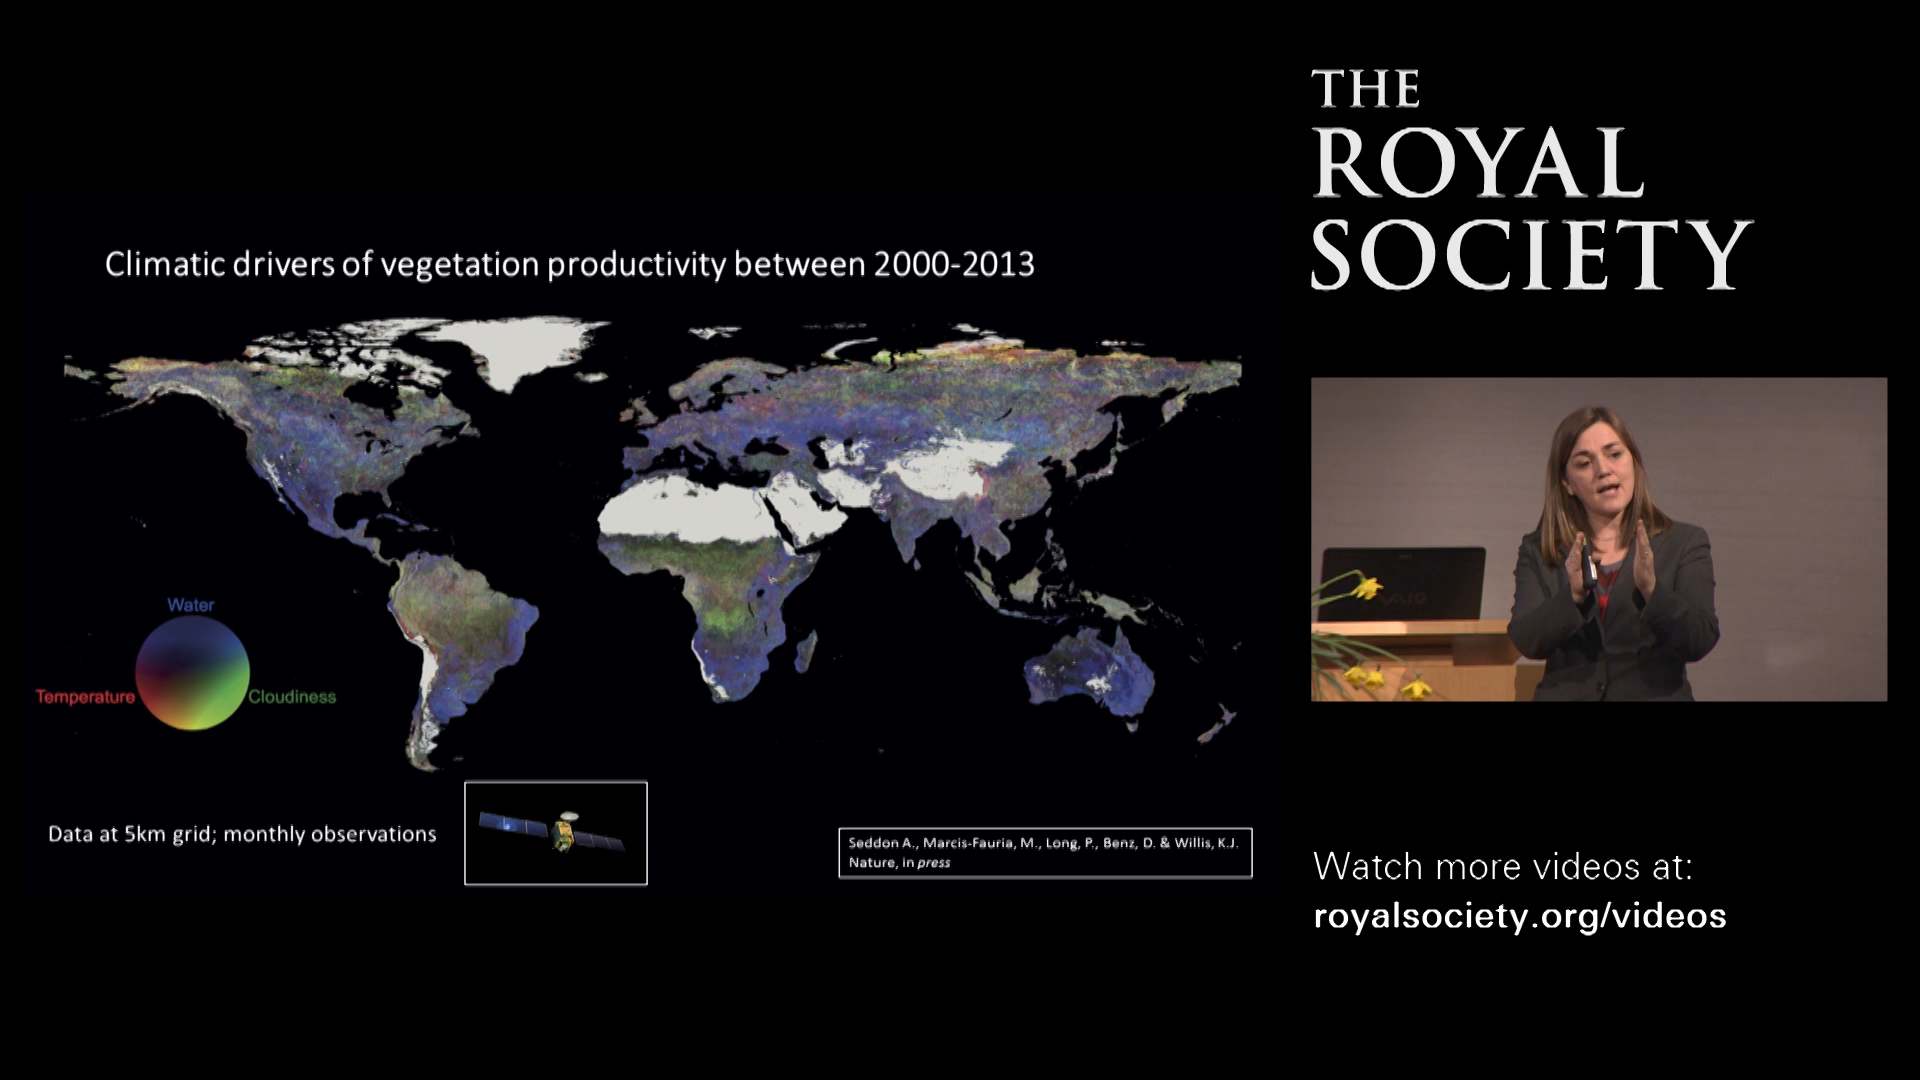 THE
ROYAL
SOCIETY
Climatic drivers of vegetation productivity between 2000-2013
Water
Temperature
Cloudiness
Data at 5km grid; monthly observations
Seddon A., Marcis-Fauria, M., Long, P., Benz, D. & Willis, K.J.
Nature, in press
VAIO
Watch more videos at:
royalsociety.org/videos